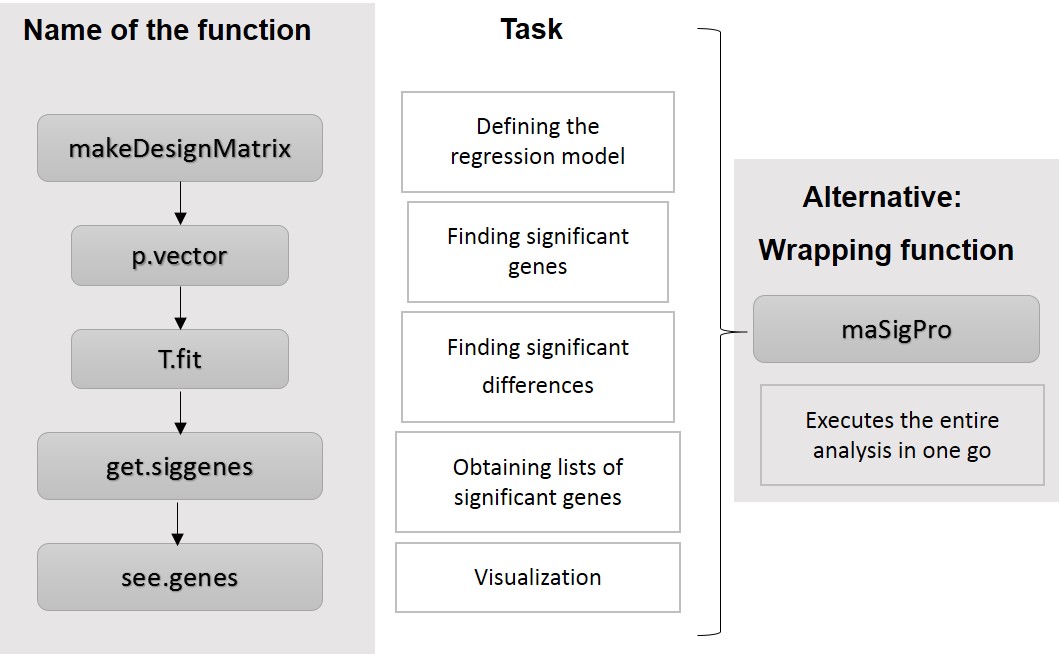 Name of the function
Task
makeDesignMatrix
Defining the
regression model
p.vector
Finding significant
genes
T.fit
Finding significant
differences
get.siggenes
Obtaining lists of
significant genes
see.genes
Visualization
Alternative:
Wrapping function
maSigPro
Executes the entire
analysis in one go